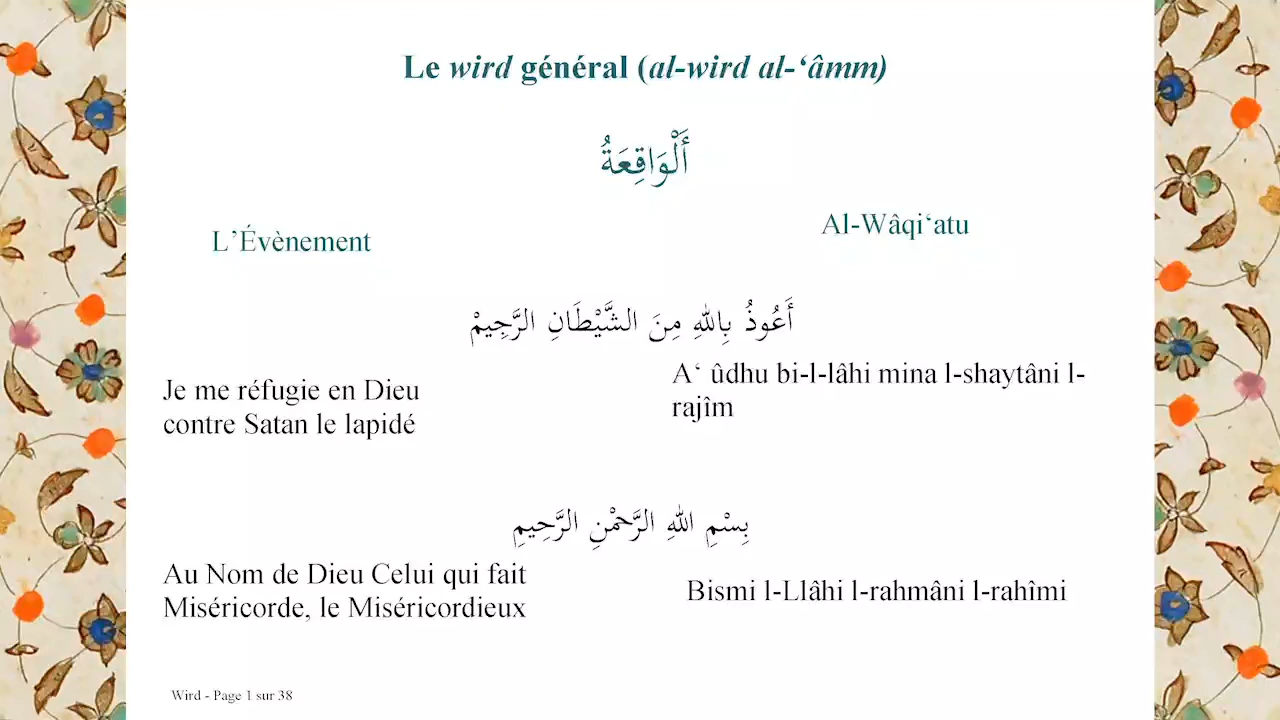 Le wird général (al-wird al-‘âmm)
أَلْوَاقِعَةُ
L’Évènement
Al-Wâqi‘atu
أَعُوذُ بِاللهِ مِنَ الشَّيْطَانِ الرَّجِيمْ
Je me réfugie en Dieu
contre Satan le lapidé
A‘ ûdhu bi-l-lâhi mina l-shaytâni l-
rajîm
بِسْمِ اللهِ الرَّحْمٰنِ الرَّحِيمِ
Au Nom de Dieu Celui qui fait
Miséricorde, le Miséricordieux
Bismi l-Llâhi l-rahmâni l-rahîmi
Wird - Page 1 sur 38